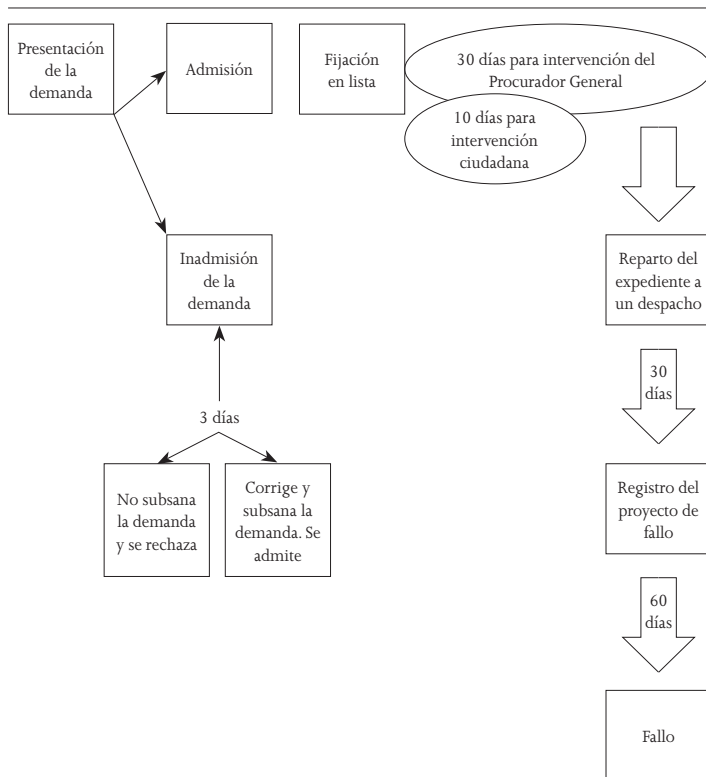 Presentación
de la
demanda
Admisión
Fijación
en lista
30 días para intervención del
Procurador General
10 días para
intervención
ciudadana
Inadmisión
de la
demanda
Reparto del
expediente a
un despacho
30
días
3 días
No subsana
la demanda
y se rechaza
Corrige y
subsana la
demanda. Se
admite
Registro del
proyecto de
fallo
60
días
Fallo